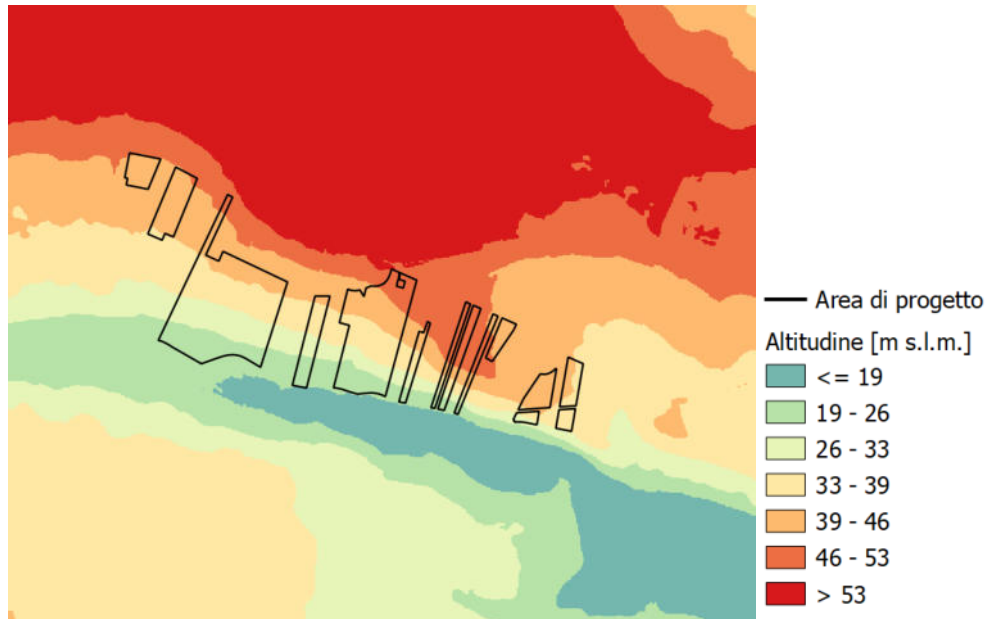 Area di progetto
Altitudine [m s.l.m.]
<= 19
19 - 26
26 - 33
33 - 39
39 - 46
46 - 53
> 53